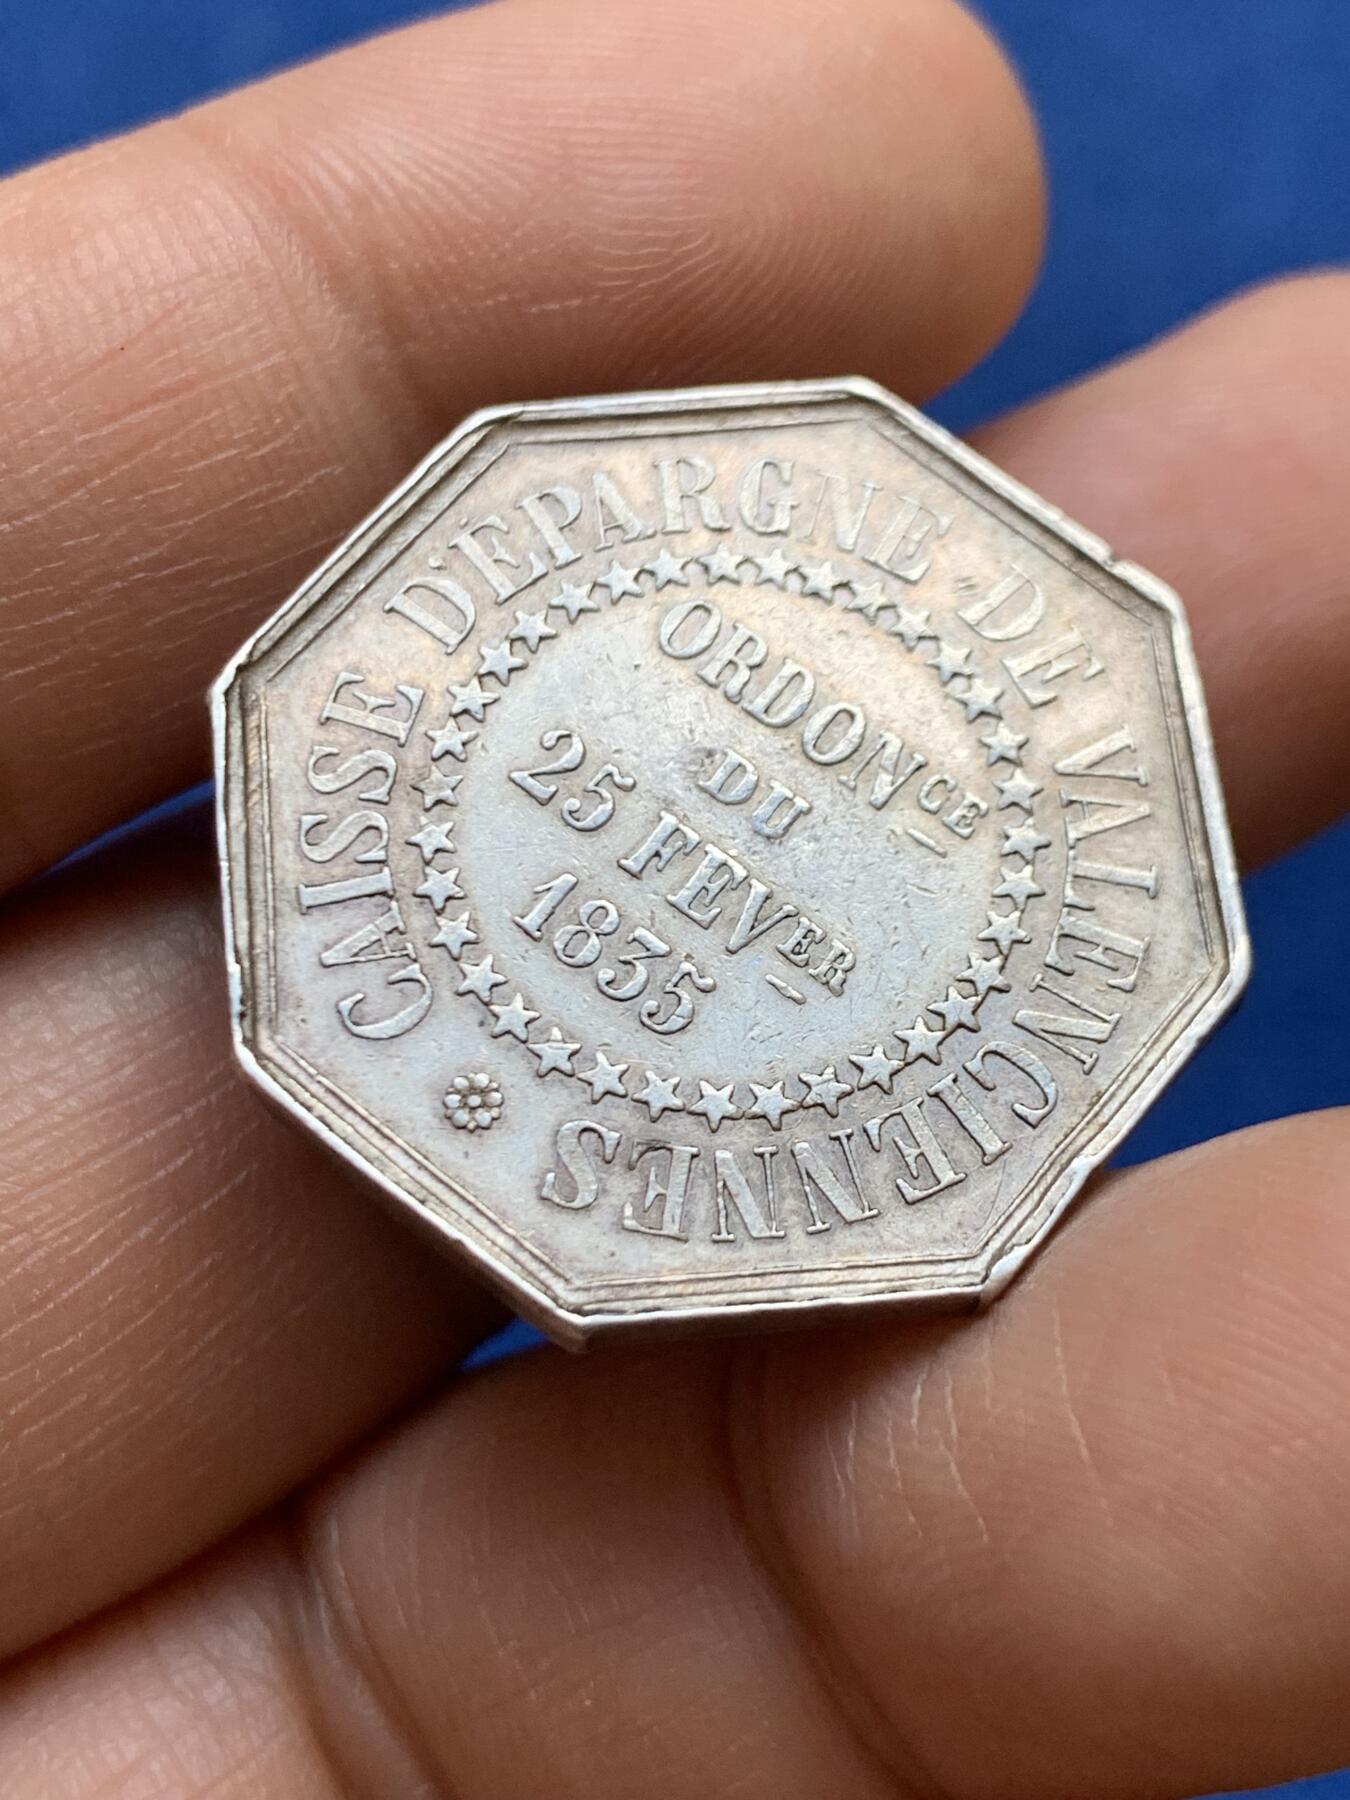 CAISSE D'EPARGNE DE VALENCIENNES
ORDONCE
DU
25 FEVER
1835